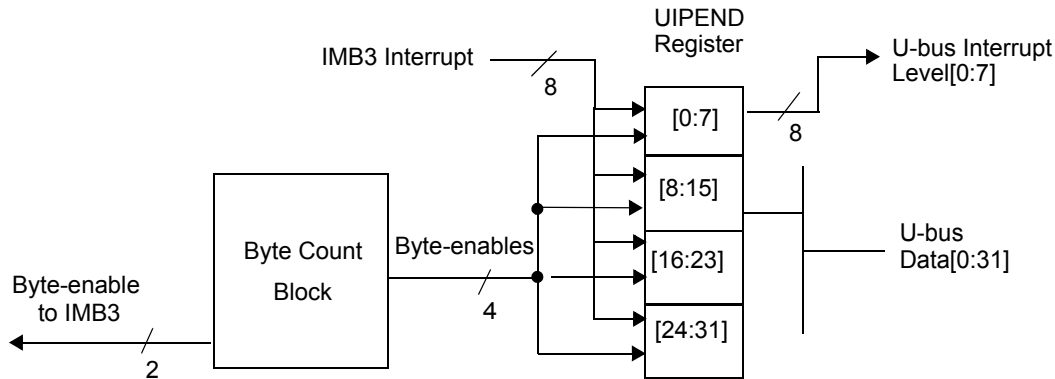 UIPEND
Register
IMB3 Interrupt
8
U-bus Interrupt
Level[0:7]
[0:7]
8
[8:15]
Byte Count
Block
Byte-enables
4
[16:23]
U-bus
Data[0:31]
Byte-enable
to IMB3
2
[24:31]